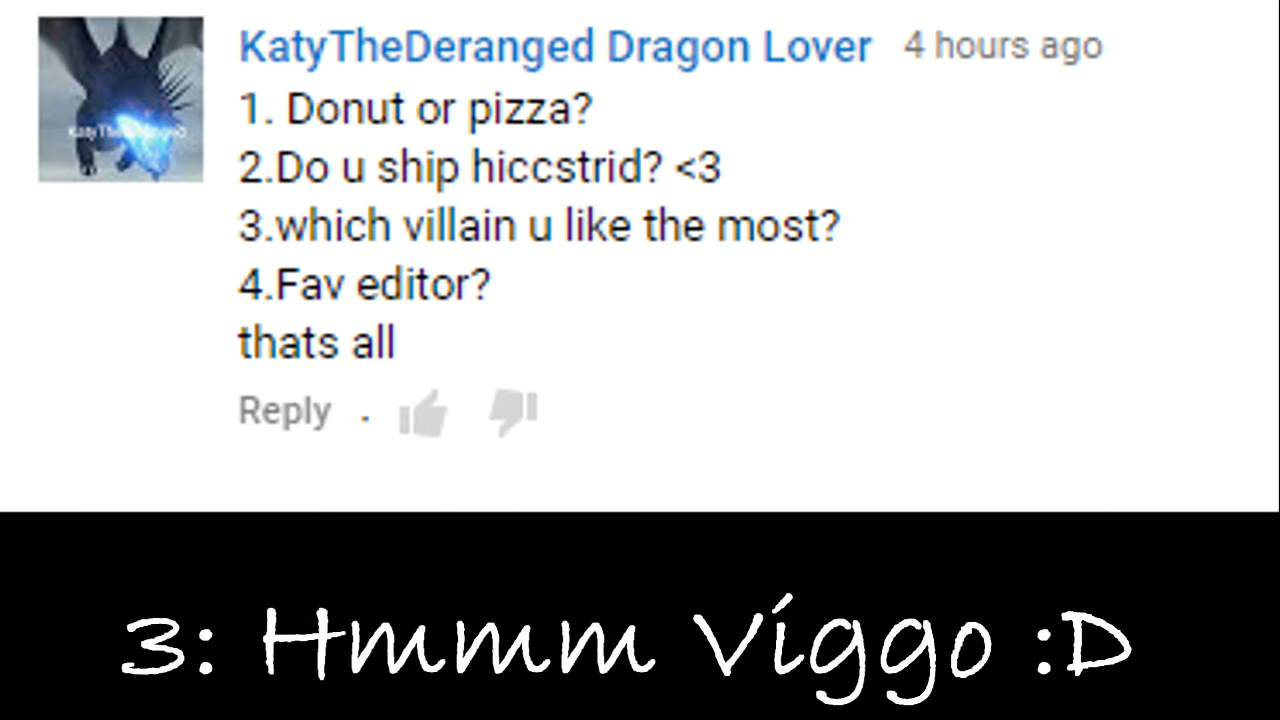 KatyTheDeranged Dragon Lover 4 hours ago
1. Donut or pizza?
2.Do u ship hiccstrid? <3
3.which villain u like the most?
4.Fav editor?
thats all
Reply .
3: Hmmm Viggo :D